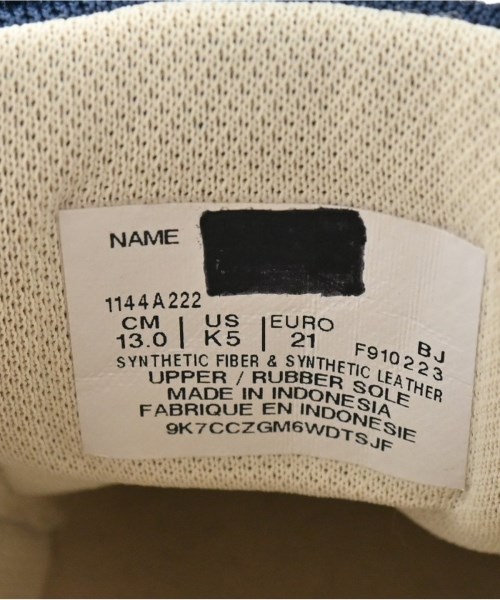 NAME
1144A222
CM | US | EURO BJ
13.0 | K5 | 21 F910223
SYNTHETIC FIBER & SYNTHETIC LEATHER
UPPER / RUBBER SOLE
MADE IN INDONESIA
FABRIQUE EN INDONESIE
9K7CCZGM6WDTSJF